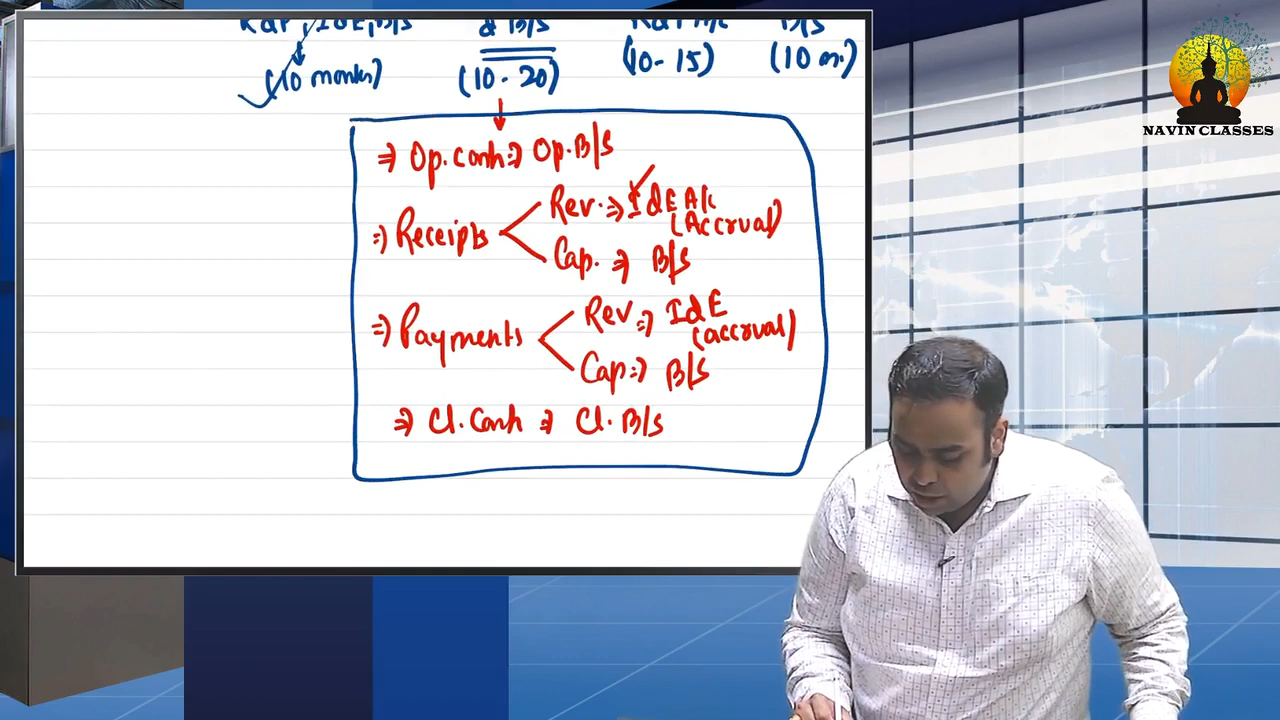 R&P, I&E, B/S & B/S R&P A/c B/S
(10 marks) (10-20) (10-15) (10 m.)
⇒ Op. Cash ⇒ Op. B/S
⇒ Receipts
Rev. ⇒ I&E A/c
(Accrual)
Cap. ⇒ B/S
⇒ Payments
Rev ⇒ I&E
(accrual)
Cap ⇒ B/S
⇒ Cl. Cash ⇒ Cl. B/S
NAVIN CLASSES